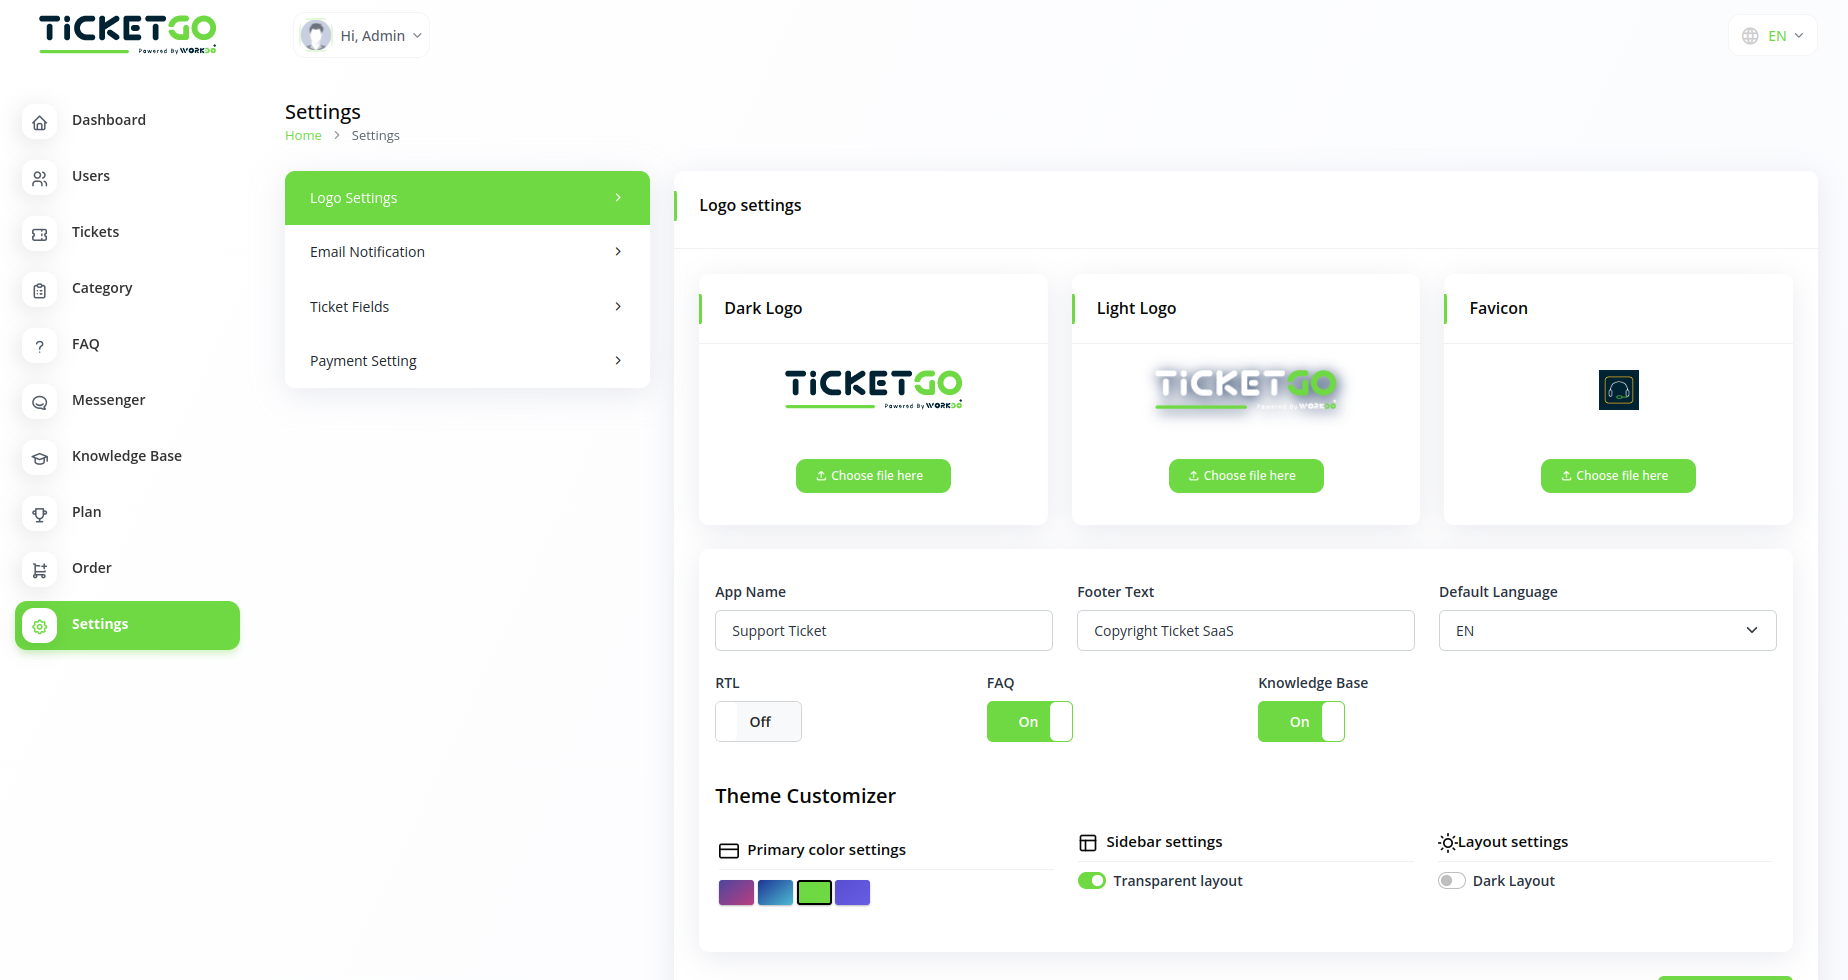 TiCKETGO
Powered By WORKDO
Hi, Admin
EN
Dashboard
Users
Tickets
Category
FAQ
Messenger
Knowledge Base
Plan
Order
Settings
Settings
Home > Settings
Logo Settings
Email Notification
Ticket Fields
Payment Setting
Logo settings
Dark Logo
TiCKETGO
Powered By WORKDO
Choose file here
Light Logo
TiCKETGO
Powered By WORKDO
Choose file here
Favicon
Choose file here
App Name
Support Ticket
Footer Text
Copyright Ticket SaaS
Default Language
EN
RTL
Off
FAQ
On
Knowledge Base
On
Theme Customizer
Primary color settings
Sidebar settings
Transparent layout
Layout settings
Dark Layout